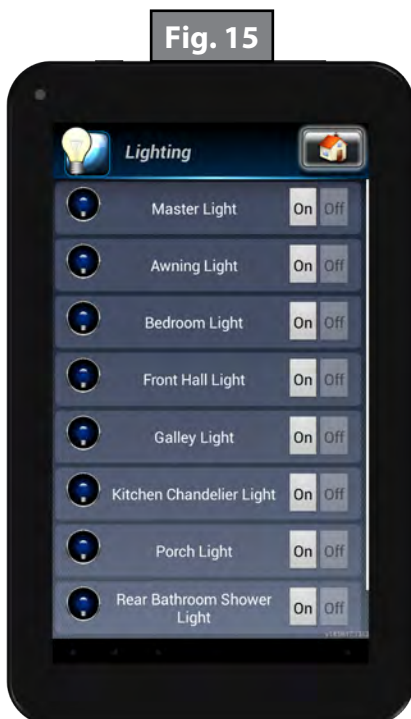 Fig. 15
Lighting
Master Light On Off
Awning Light On Off
Bedroom Light On Off
Front Hall Light On Off
Galley Light On Off
Kitchen Chandelier Light On Off
Porch Light On Off
Rear Bathroom Shower
Light On Off